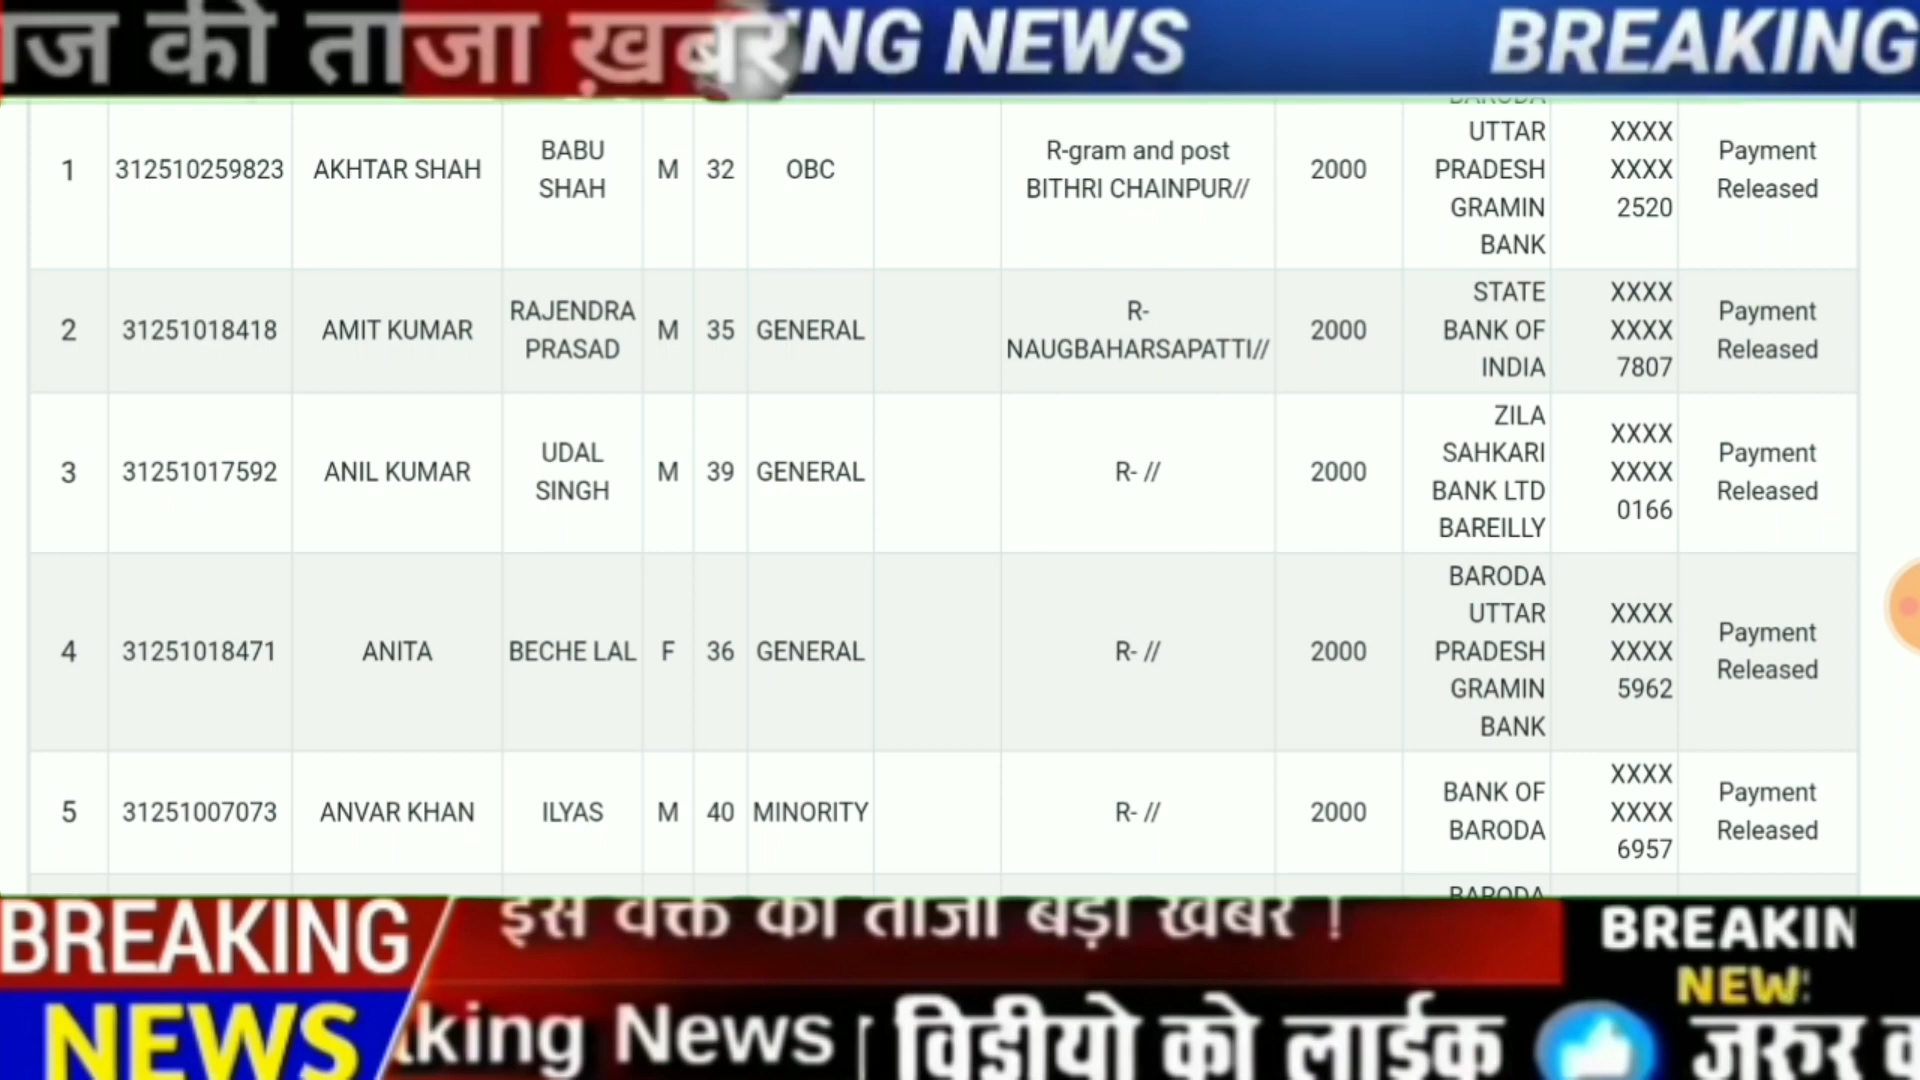 ज की ताजा ख़बरें NG NEWS BREAKING
1 312510259823 AKHTAR SHAH BABU SHAH M 32 OBC R-gram and post BITHRI CHAINPUR// 2000 BARODA UTTAR PRADESH GRAMIN BANK XXXX XXXX 2520 Payment Released
2 31251018418 AMIT KUMAR RAJENDRA PRASAD M 35 GENERAL R- NAUGBAHARSAPATTI// 2000 STATE BANK OF INDIA XXXX XXXX 7807 Payment Released
3 31251017592 ANIL KUMAR UDAL SINGH M 39 GENERAL R- // 2000 ZILA SAHKARI BANK LTD BAREILLY XXXX XXXX 0166 Payment Released
4 31251018471 ANITA BECHE LAL F 36 GENERAL R- // 2000 BARODA UTTAR PRADESH GRAMIN BANK XXXX XXXX 5962 Payment Released
5 31251007073 ANVAR KHAN ILYAS M 40 MINORITY R- // 2000 BANK OF BARODA XXXX XXXX 6957 Payment Released
BARODA
BREAKING NEWS
इस वक्त की ताजा बड़ी खबर !
BREAKIN
NEWS
king News विडीयो को लाईक जरुर